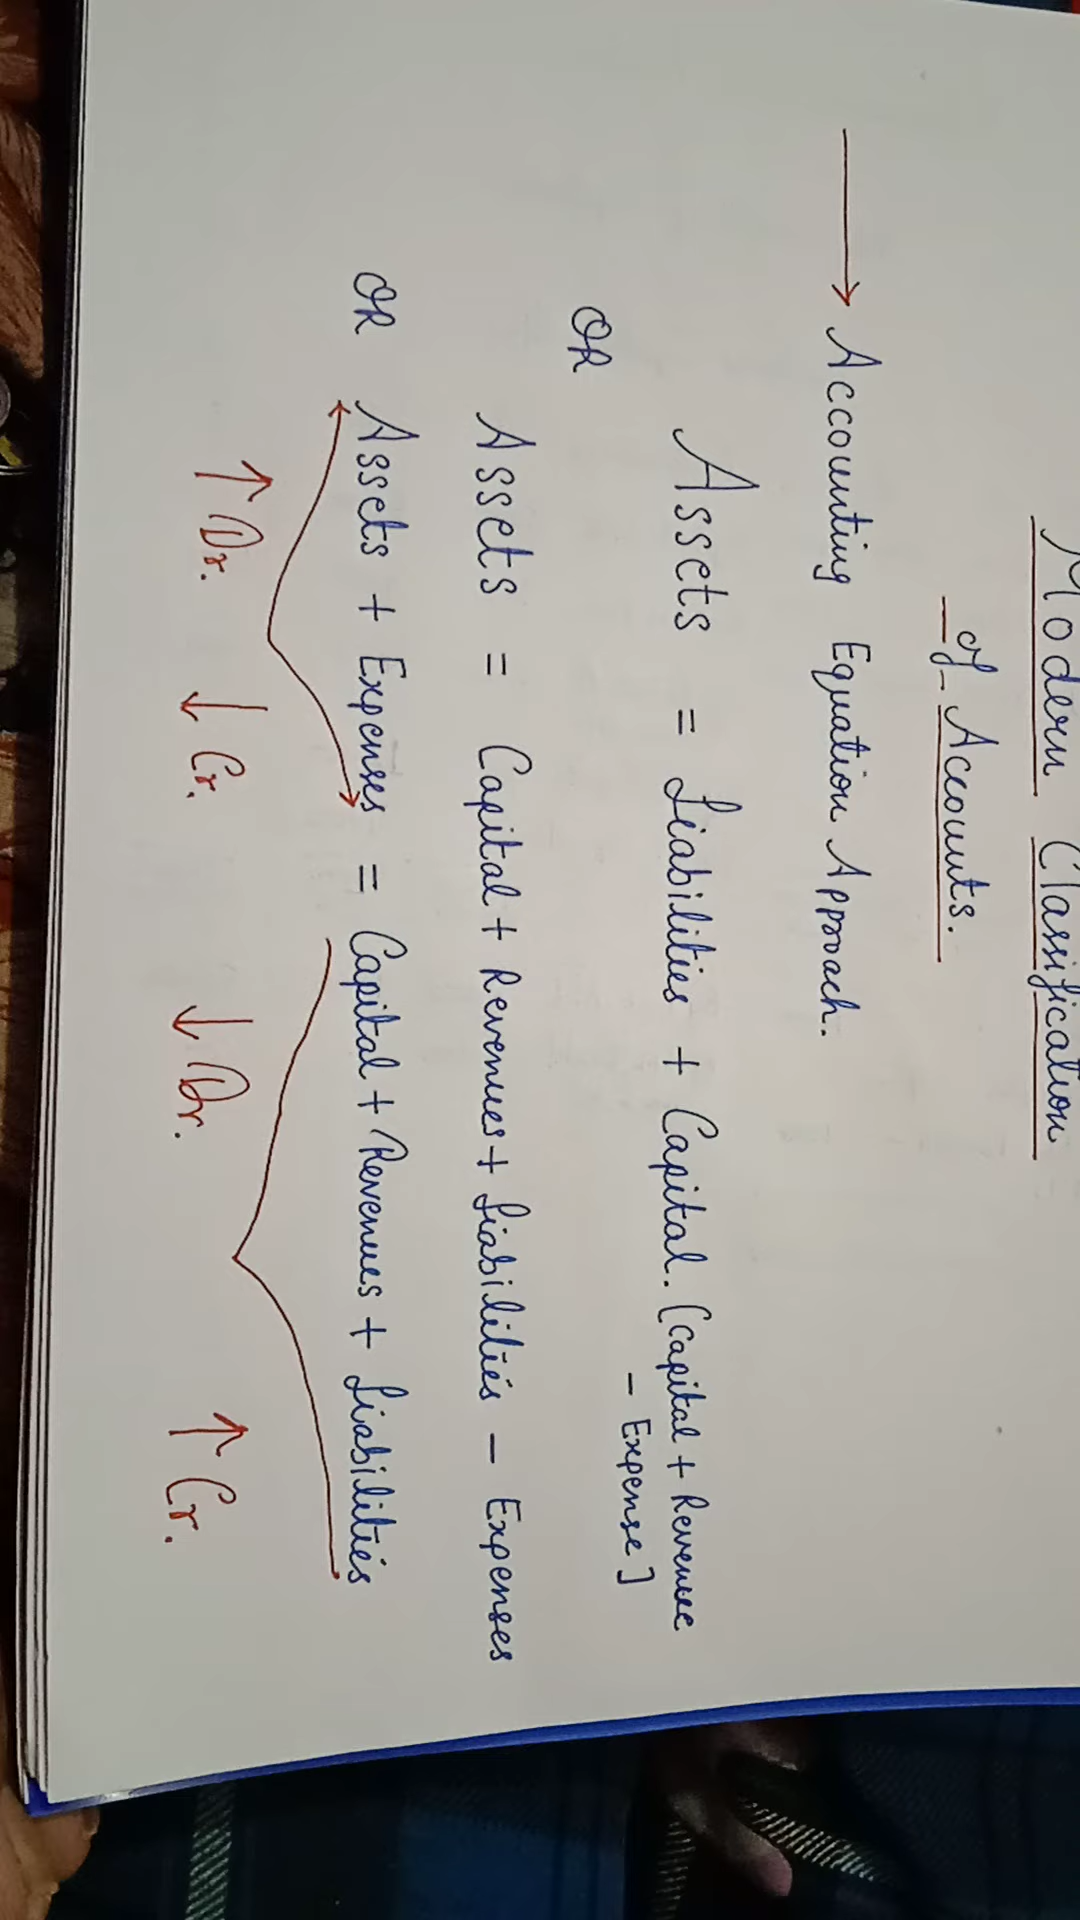 Modern Classification
of Accounts.
→ Accounting Equation Approach.
Assets = Liabilities + Capital. (Capital + Revenue
- Expense]
OR
Assets = Capital + Revenues + Liabilities - Expenses
OR Assets + Expenses = Capital + Revenues + Liabilities
↑ Dr. ↓ Cr. ↓ Dr. ↑ Cr.